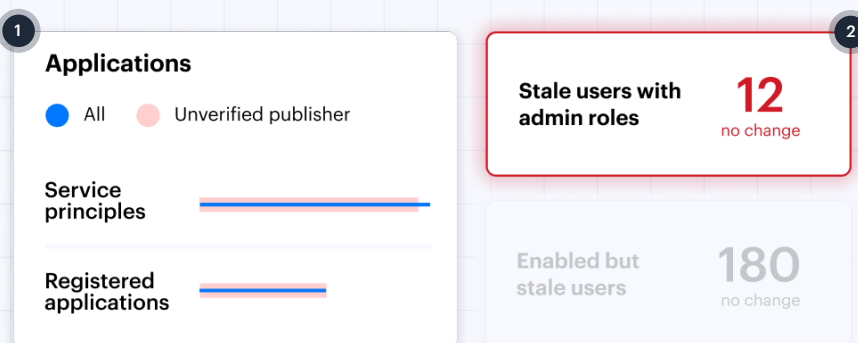 1
Applications
All
Unverified publisher
Service
principles
Registered
applications
2
Stale users with
admin roles
12
no change
Enabled but
stale users
180
no change